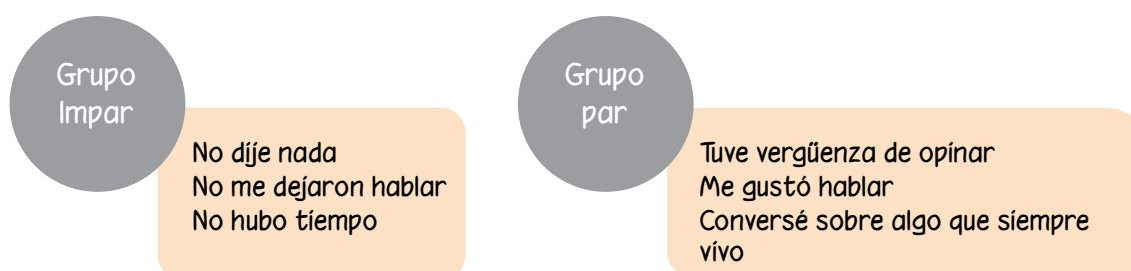 Grupo
Impar
No dije nada
No me dejaron hablar
No hubo tiempo
Grupo
par
Tuve vergüenza de opinar
Me gustó hablar
Conversé sobre algo que siempre
vivo